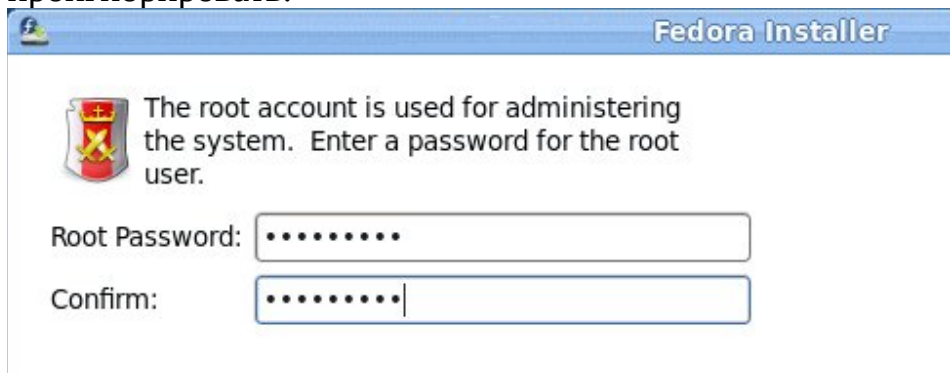 Fedora Installer
The root account is used for administering
the system. Enter a password for the root
user.
Root Password: •••••••••
Confirm: •••••••••